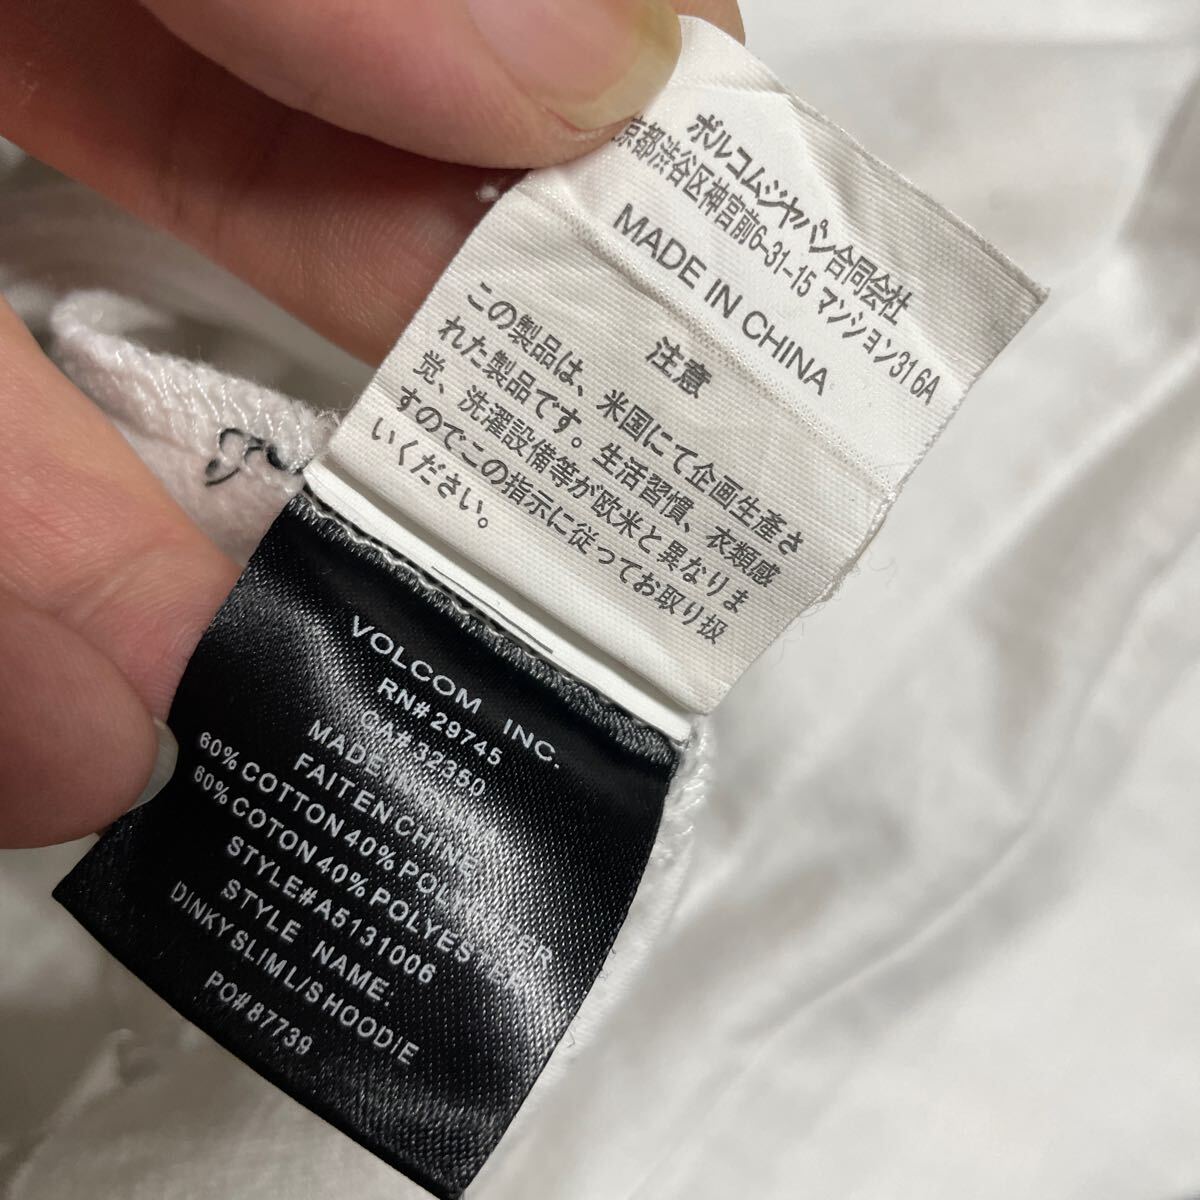 ボルコムジャパン合同会社
京都渋谷区神宮前6-31-15 マンション316A
MADE IN CHINA
注意
この製品は、米国にて企画生産さ
れた製品です。生活習慣、衣類感
覚、洗濯設備等が欧米と異なりま
すのでこの指示に従ってお取り扱
いください。
VOLCOM INC.
RN#29745
CA#32350
MADE IN CHINA
FAIT EN CHINE
60% COTTON 40% POLYESTER
60% COTON 40% POLYESTER
STYLE#A5131006
STYLE NAME:
DINKY SLIM L/S HOODIE
PO#87739